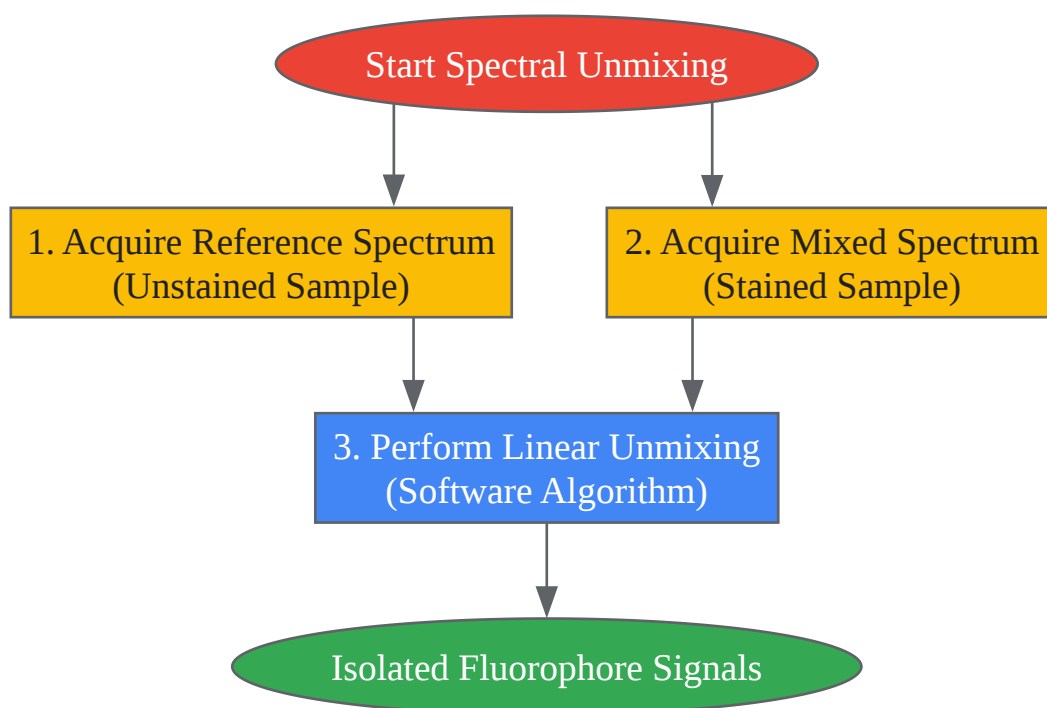 Start Spectral Unmixing
1. Acquire Reference Spectrum
(Unstained Sample)
2. Acquire Mixed Spectrum
(Stained Sample)
3. Perform Linear Unmixing
(Software Algorithm)
Isolated Fluorophore Signals